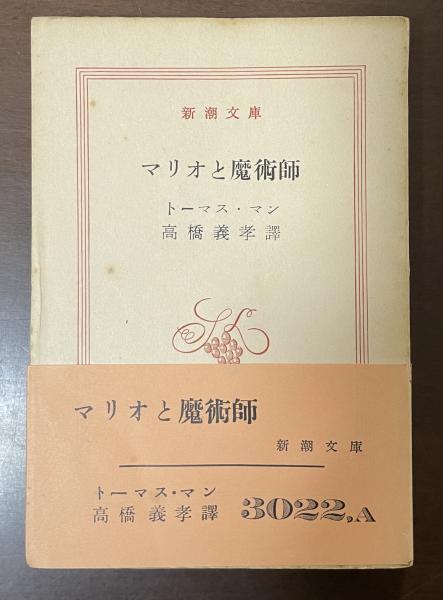 新潮文庫
マリオと魔術師
トーマス・マン
高橋義孝譯
マリオと魔術師
新潮文庫
トーマス・マン
高橋義孝譯
3022,A